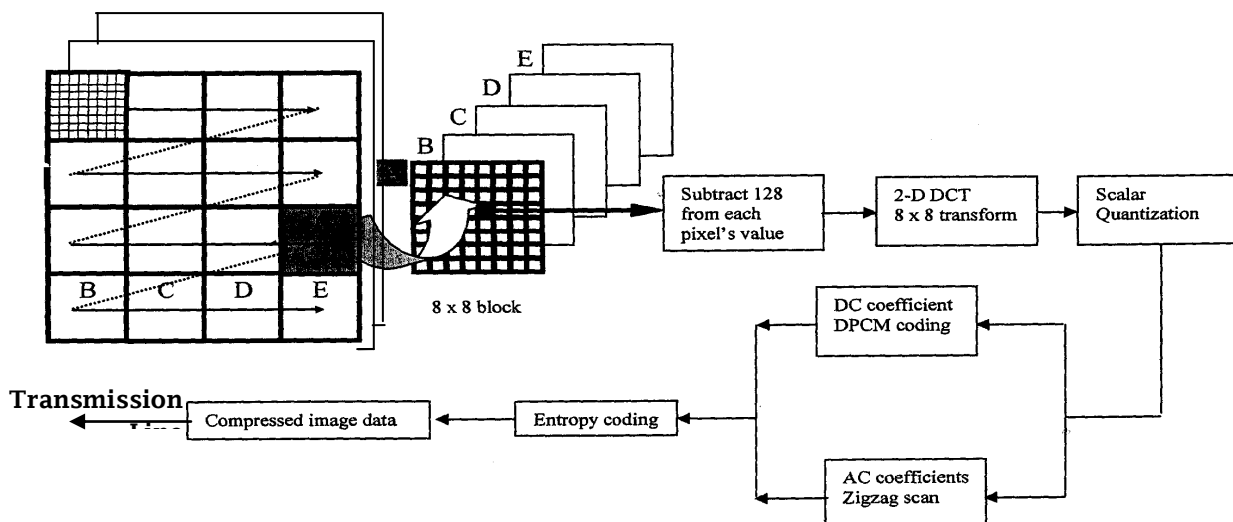 E
D
C
B
Subtract 128
from each
pixel's value
2-D DCT
8 x 8 transform
Scalar
Quantization
B C D E
8 x 8 block
DC coefficient
DPCM coding
Transmission
Compressed image data
Entropy coding
AC coefficients
Zigzag scan